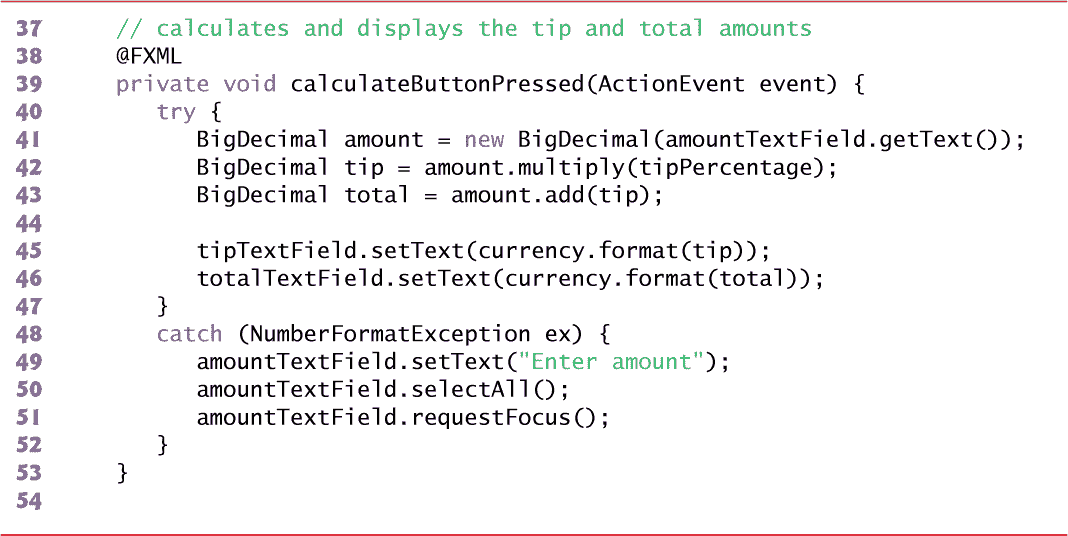 37 // calculates and displays the tip and total amounts
38 @FXML
39 private void calculateButtonPressed(ActionEvent event) {
40 try {
41 BigDecimal amount = new BigDecimal(amountTextField.getText());
42 BigDecimal tip = amount.multiply(tipPercentage);
43 BigDecimal total = amount.add(tip);
44
45 tipTextField.setText(currency.format(tip));
46 totalTextField.setText(currency.format(total));
47 }
48 catch (NumberFormatException ex) {
49 amountTextField.setText("Enter amount");
50 amountTextField.selectAll();
51 amountTextField.requestFocus();
52 }
53 }
54